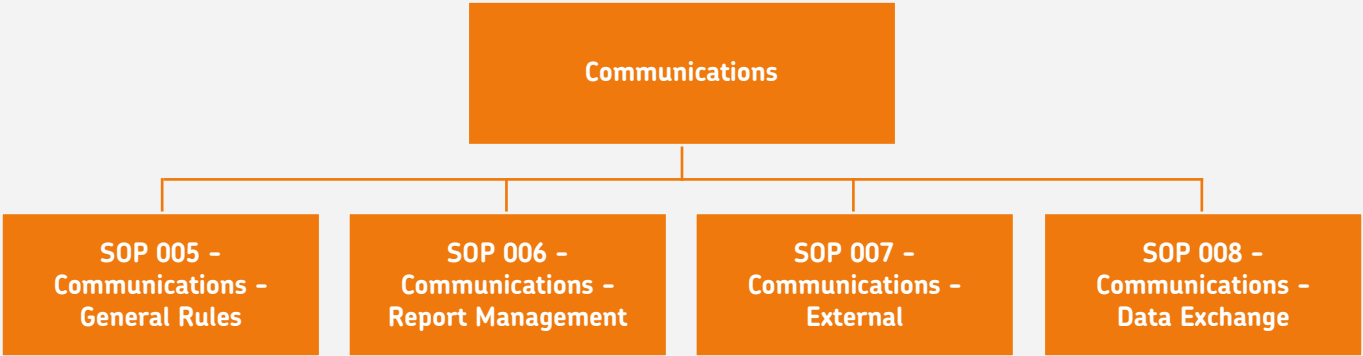 Communications
SOP 005 –
Communications –
General Rules
SOP 006 –
Communications –
Report Management
SOP 007 –
Communications –
External
SOP 008 –
Communications –
Data Exchange